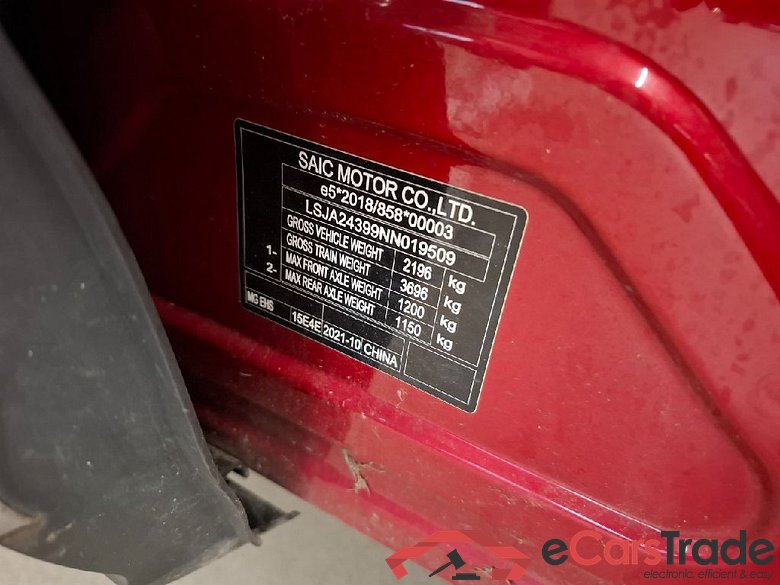 SAIC MOTOR CO.,LTD.
e5*2018/858*00003
LSJA24399NN019509
GROSS VEHICLE WEIGHT 2196 kg
GROSS TRAIN WEIGHT 3696 kg
1- MAX FRONT AXLE WEIGHT 1200 kg
2- MAX REAR AXLE WEIGHT 1150 kg
MG EHS 15E4E 2021-10 CHINA
eCarsTrade
electronic, efficient & easy